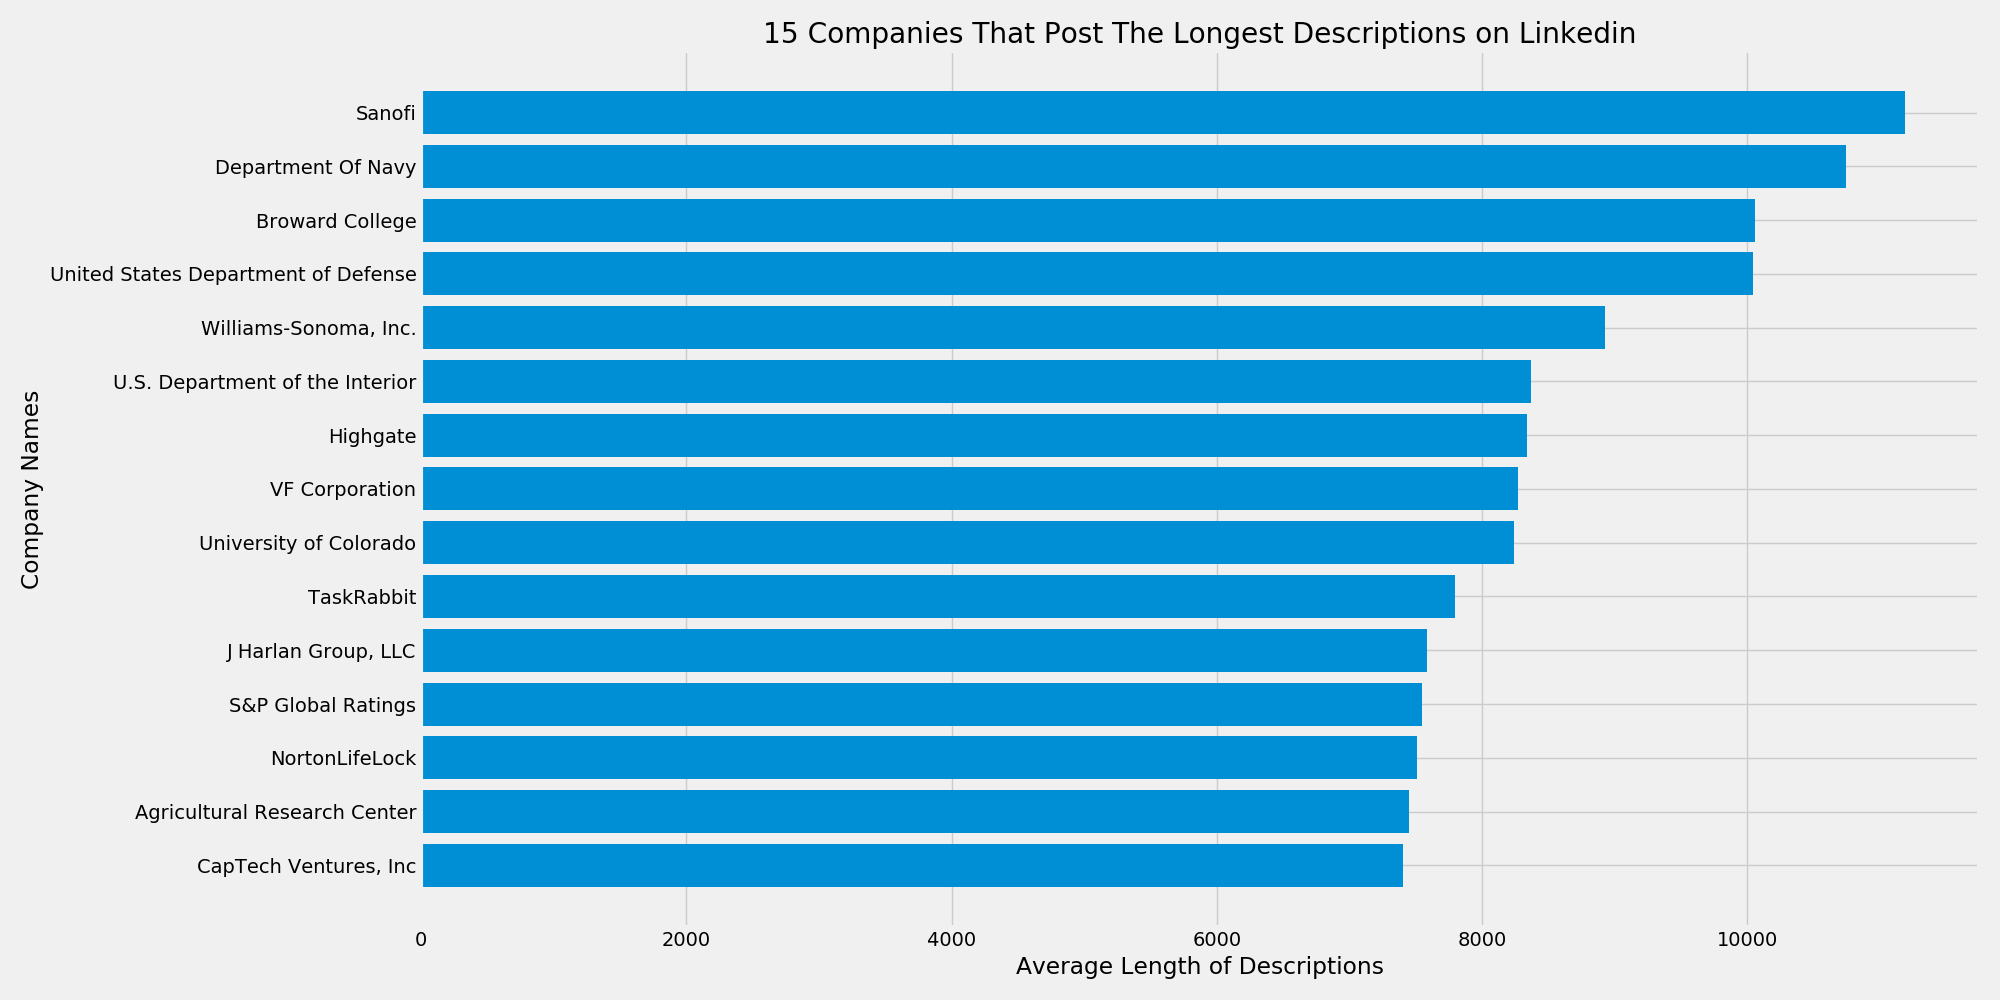 15 Companies That Post The Longest Descriptions on Linkedin
Company Names
Sanofi
Department Of Navy
Broward College
United States Department of Defense
Williams-Sonoma, Inc.
U.S. Department of the Interior
Highgate
VF Corporation
University of Colorado
TaskRabbit
J Harlan Group, LLC
S&P Global Ratings
NortonLifeLock
Agricultural Research Center
CapTech Ventures, Inc
0 2000 4000 6000 8000 10000
Average Length of Descriptions